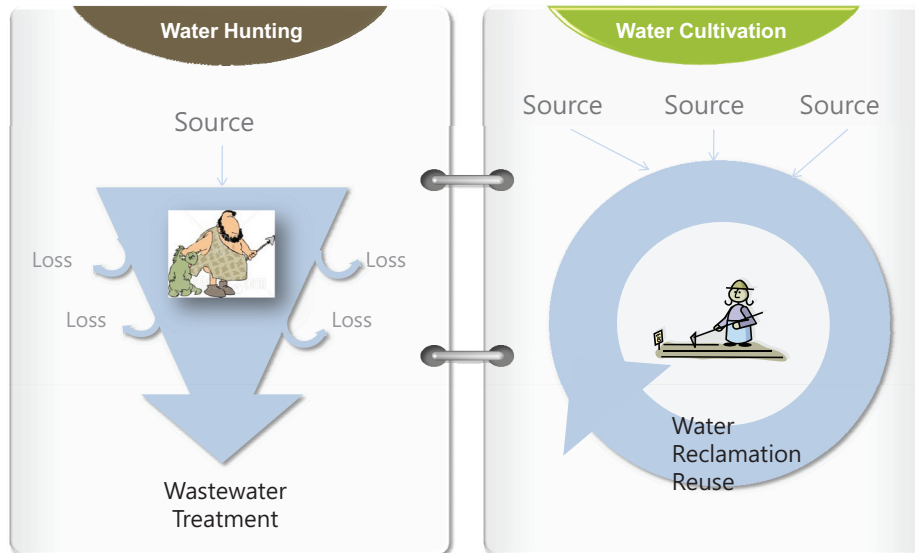 Water Hunting
Source
Loss
Loss
Loss
Loss
Wastewater
Treatment
Water Cultivation
Source
Source
Source
Water
Reclamation
Reuse